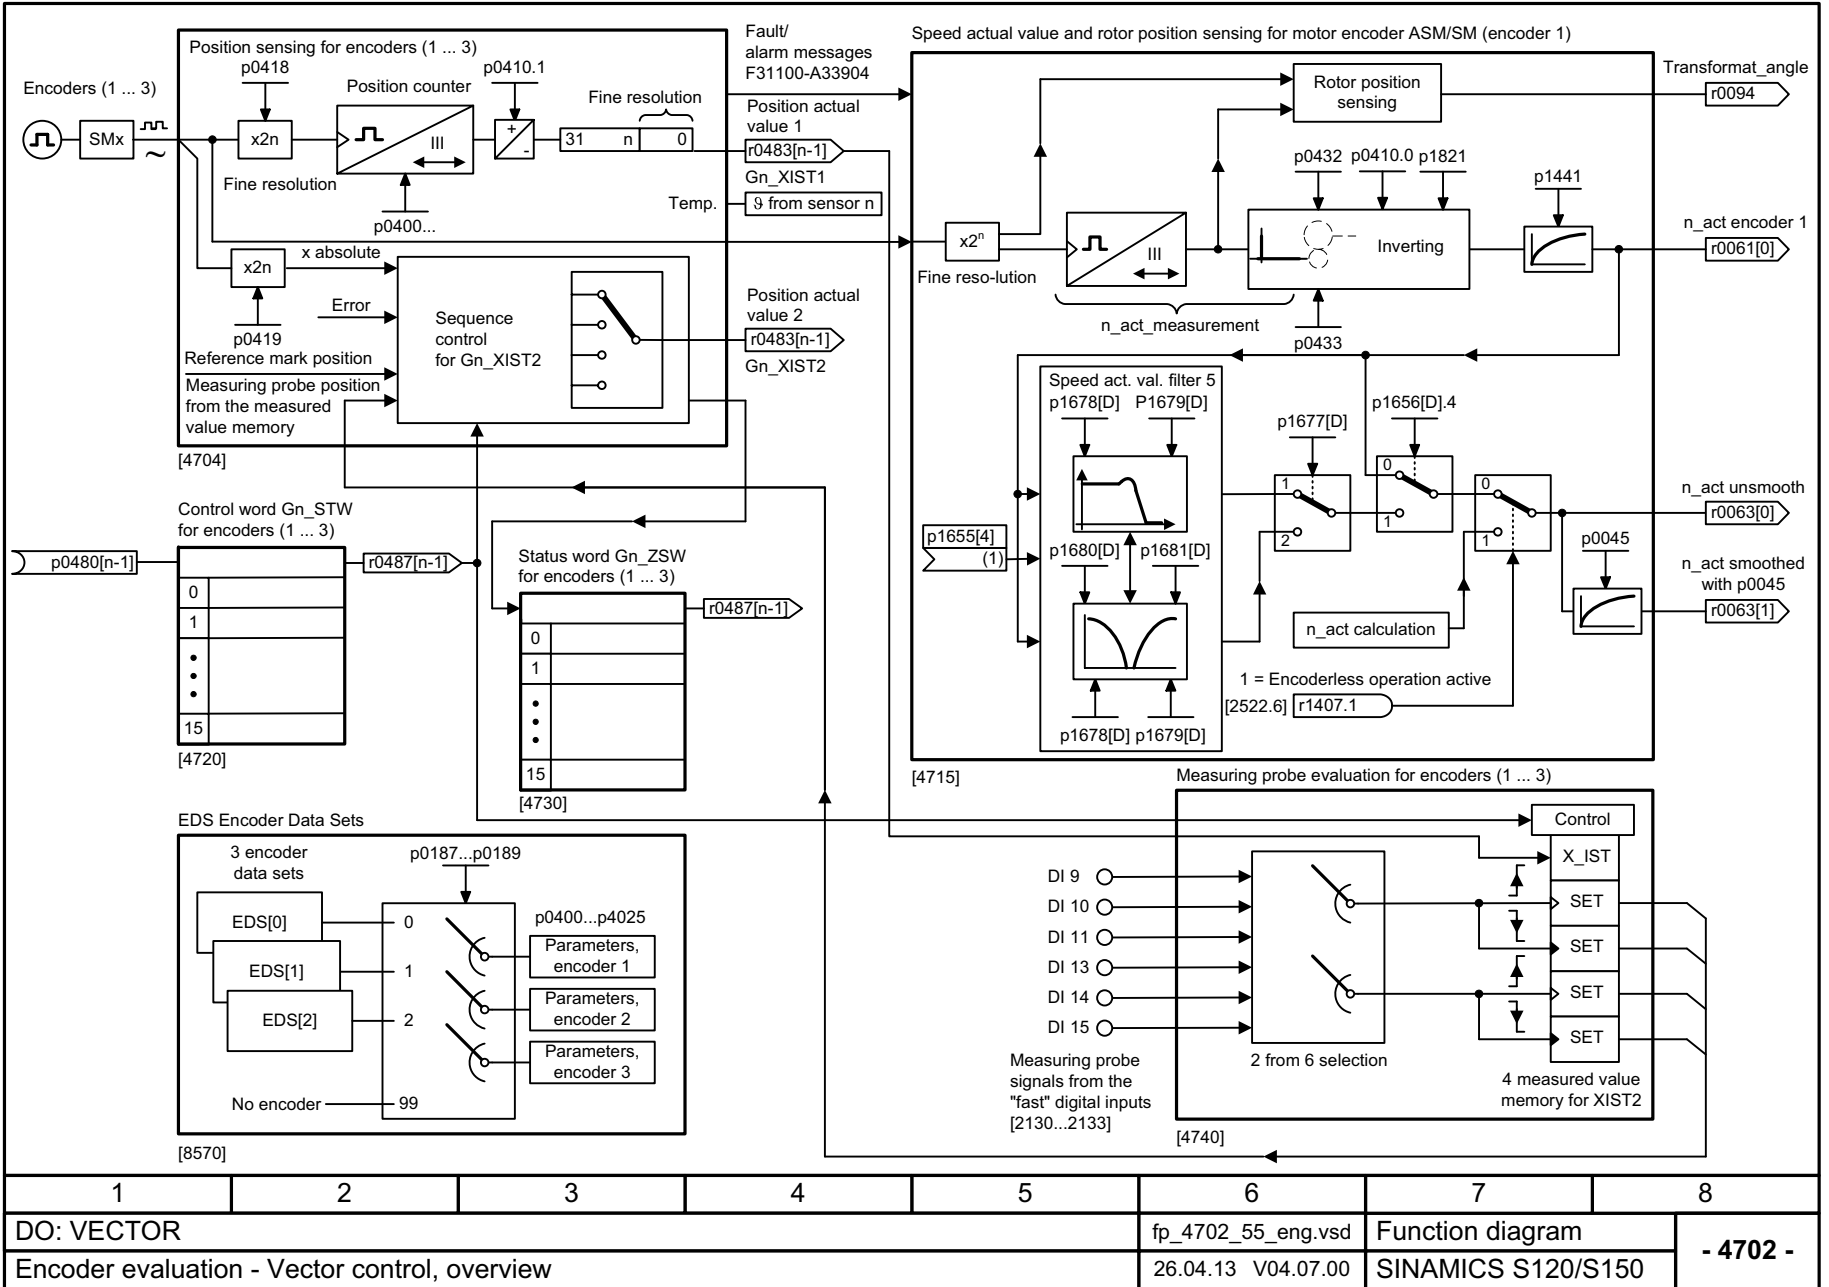 Position sensing for encoders (1 ... 3)
p0418
p0410.1
Position counter
Fine resolution
Encoders (1 ... 3)
SMx
x2n
III
+
-
31
n
0
Fine resolution
p0400...
x2n
x absolute
p0419
Error
Reference mark position
Measuring probe position
from the measured
value memory
Sequence
control
for Gn_XIST2
[4704]
Fault/
alarm messages
F31100-A33904
Position actual
value 1
r0483[n-1]
Gn_XIST1
Temp.
ϑ from sensor n
Position actual
value 2
r0483[n-1]
Gn_XIST2
Speed actual value and rotor position sensing for motor encoder ASM/SM (encoder 1)
Rotor position
sensing
Transformat_angle
r0094
p0432
p0410.0
p1821
p1441
x2ⁿ
Fine reso-lution
III
n_act_measurement
Inverting
p0433
n_act encoder 1
r0061[0]
Speed act. val. filter 5
p1678[D]
P1679[D]
p1680[D]
p1681[D]
p1678[D]
p1679[D]
p1655[4]
(1)
p1677[D]
1
2
p1656[D].4
0
1
0
1
n_act unsmooth
r0063[0]
p0045
n_act smoothed
with p0045
r0063[1]
n_act calculation
1 = Encoderless operation active
[2522.6]
r1407.1
[4715]
Control word Gn_STW
for encoders (1 ... 3)
p0480[n-1]
r0487[n-1]
0
1
15
[4720]
Status word Gn_ZSW
for encoders (1 ... 3)
r0487[n-1]
0
1
15
[4730]
EDS Encoder Data Sets
3 encoder
data sets
p0187...p0189
EDS[0]
EDS[1]
EDS[2]
0
1
2
No encoder
99
p0400...p4025
Parameters,
encoder 1
Parameters,
encoder 2
Parameters,
encoder 3
[8570]
Measuring probe evaluation for encoders (1 ... 3)
Control
X_IST
SET
SET
SET
SET
DI 9
DI 10
DI 11
DI 13
DI 14
DI 15
Measuring probe
signals from the
"fast" digital inputs
[2130...2133]
2 from 6 selection
4 measured value
memory for XIST2
[4740]
1
2
3
4
5
6
7
8
DO: VECTOR
fp_4702_55_eng.vsd
Function diagram
- 4702 -
Encoder evaluation - Vector control, overview
26.04.13 V04.07.00
SINAMICS S120/S150